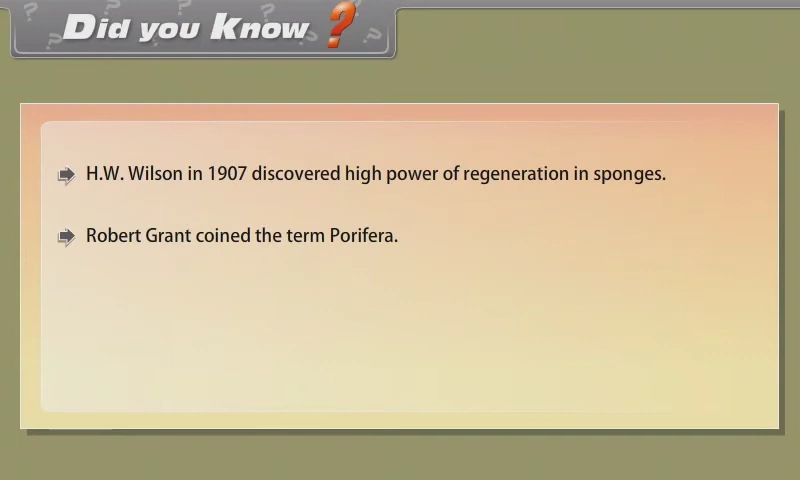 Did you Know ?
H.W. Wilson in 1907 discovered high power of regeneration in sponges.
Robert Grant coined the term Porifera.